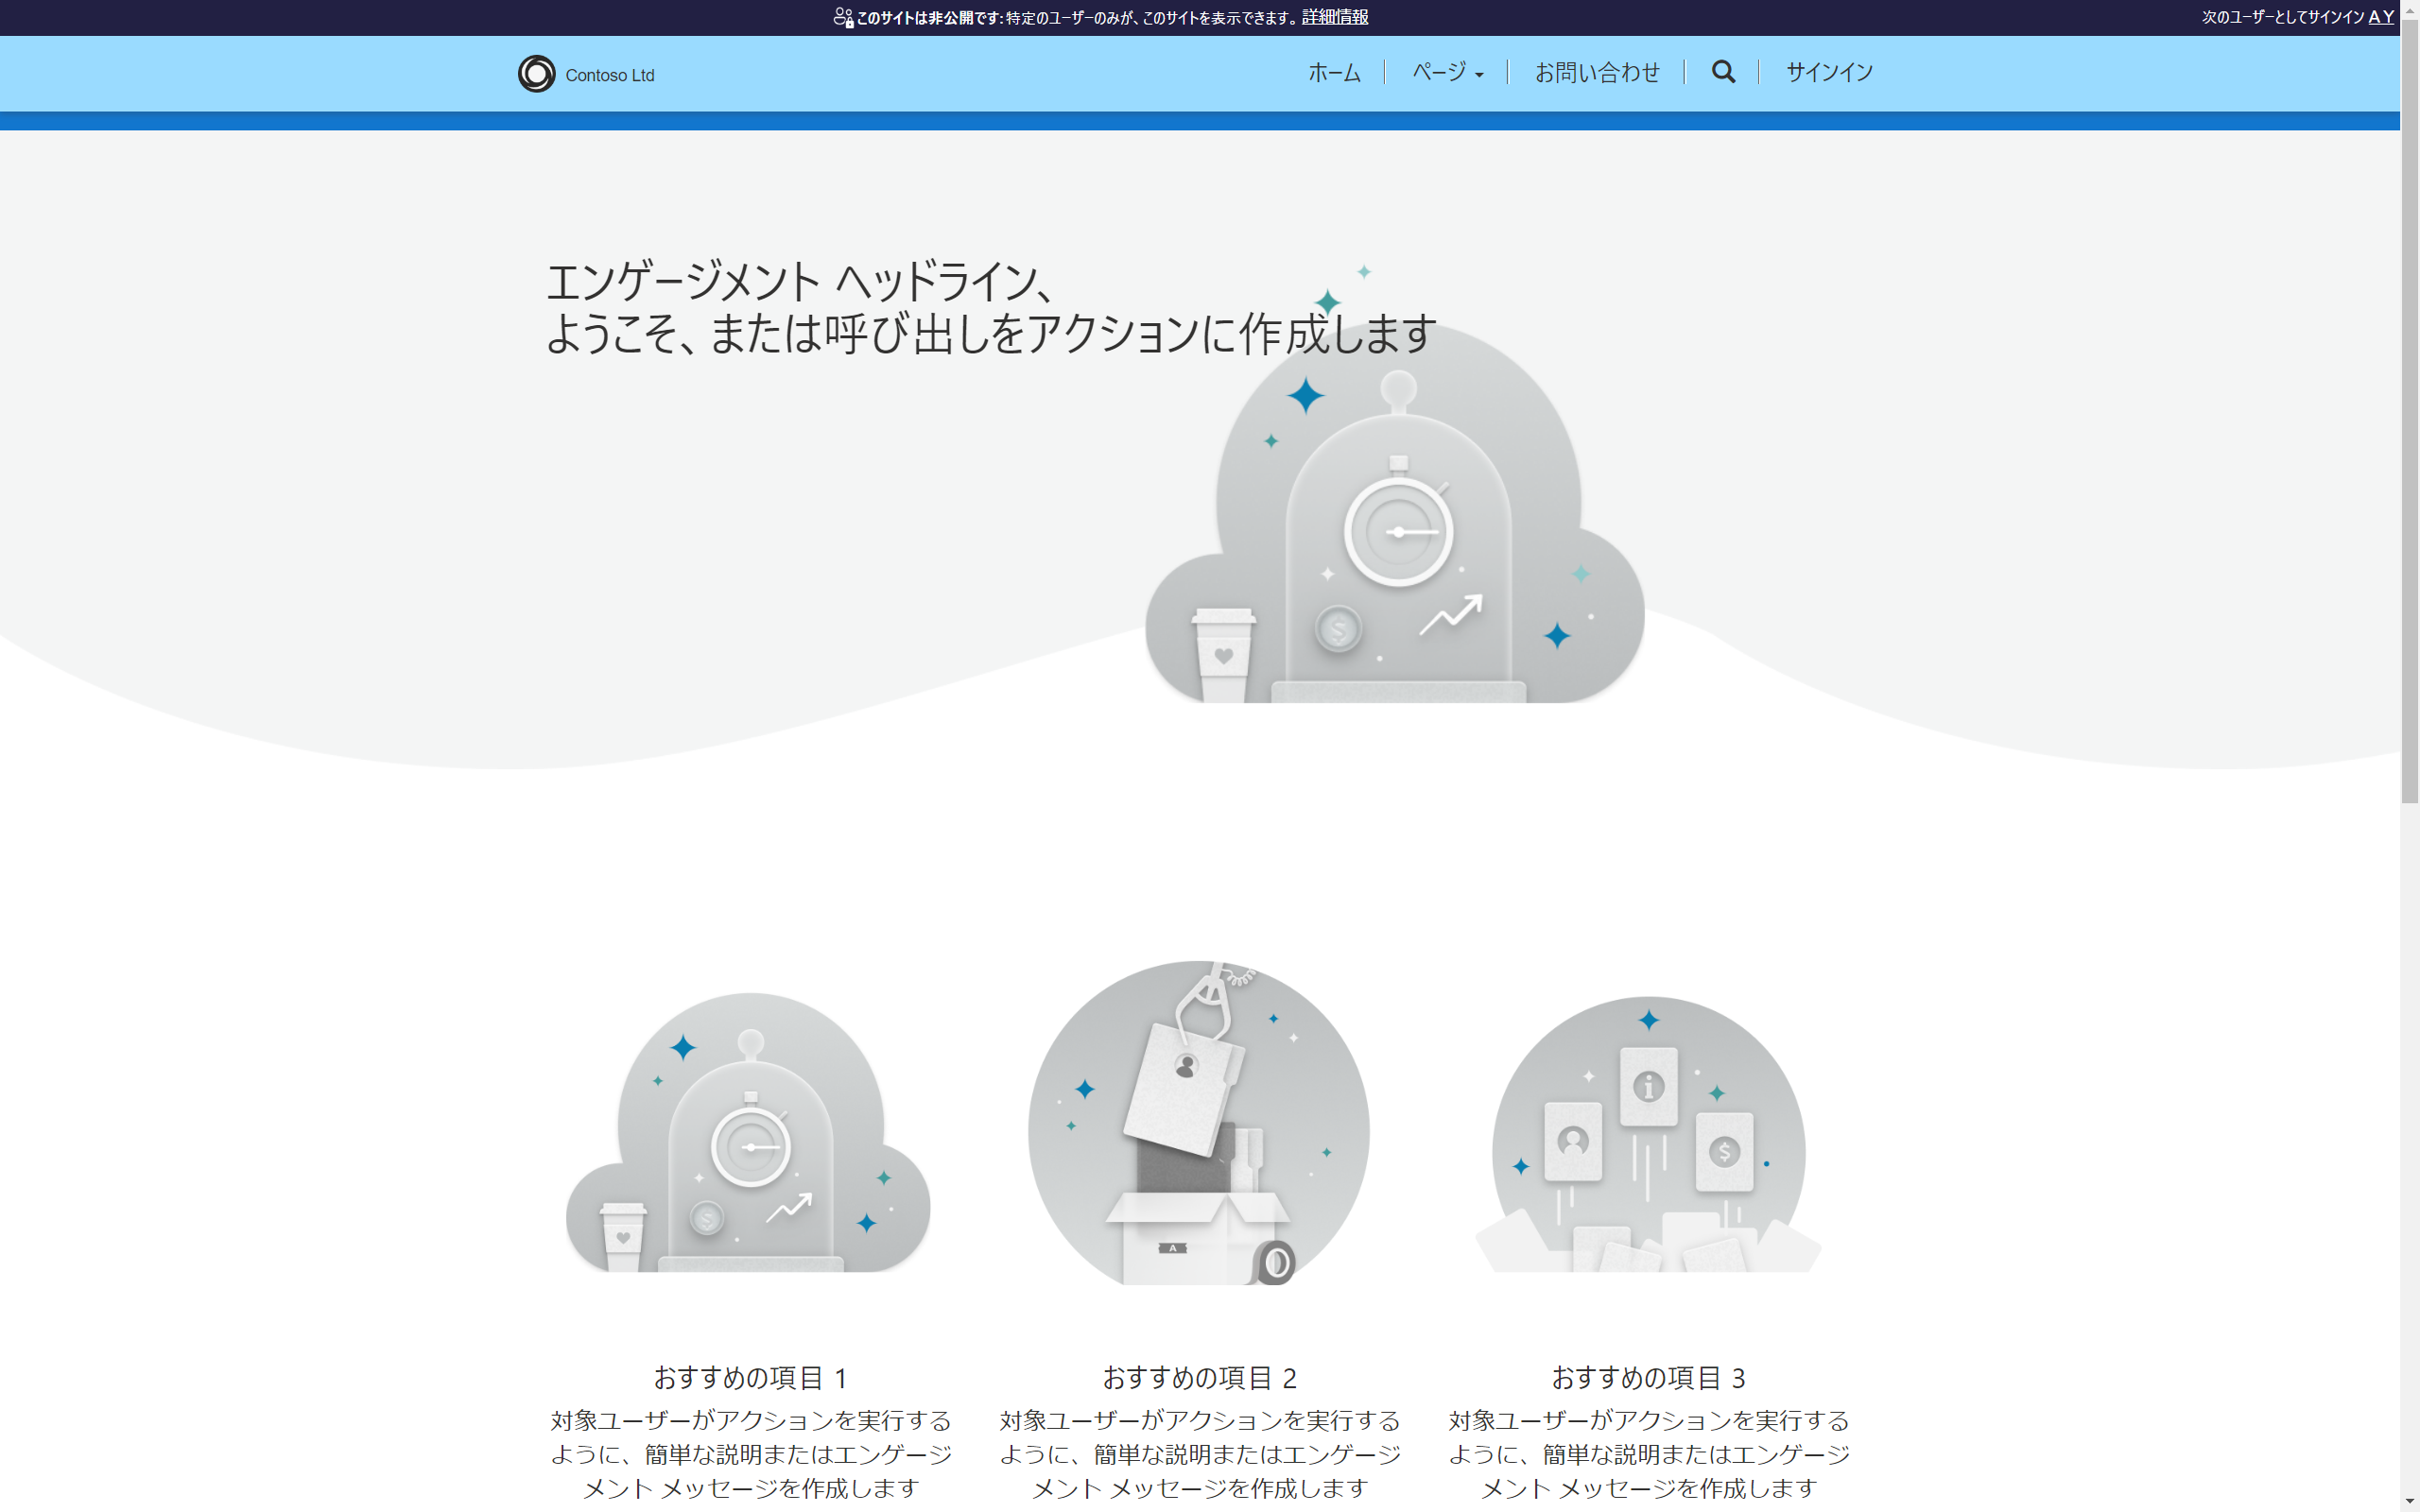 このサイトは非公開です: 特定のユーザーのみが、このサイトを表示できます。 詳細情報
次のユーザーとしてサインイン A Y
Contoso Ltd
ホーム
ページ
お問い合わせ
サインイン
エンゲージメント ヘッドライン、
ようこそ、または呼び出しをアクションに作成します
$
A
i
$
$
おすすめの項目 1
対象ユーザーがアクションを実行する
ように、簡単な説明またはエンゲージ
メント メッセージを作成します
おすすめの項目 2
対象ユーザーがアクションを実行する
ように、簡単な説明またはエンゲージ
メント メッセージを作成します
おすすめの項目 3
対象ユーザーがアクションを実行する
ように、簡単な説明またはエンゲージ
メント メッセージを作成します